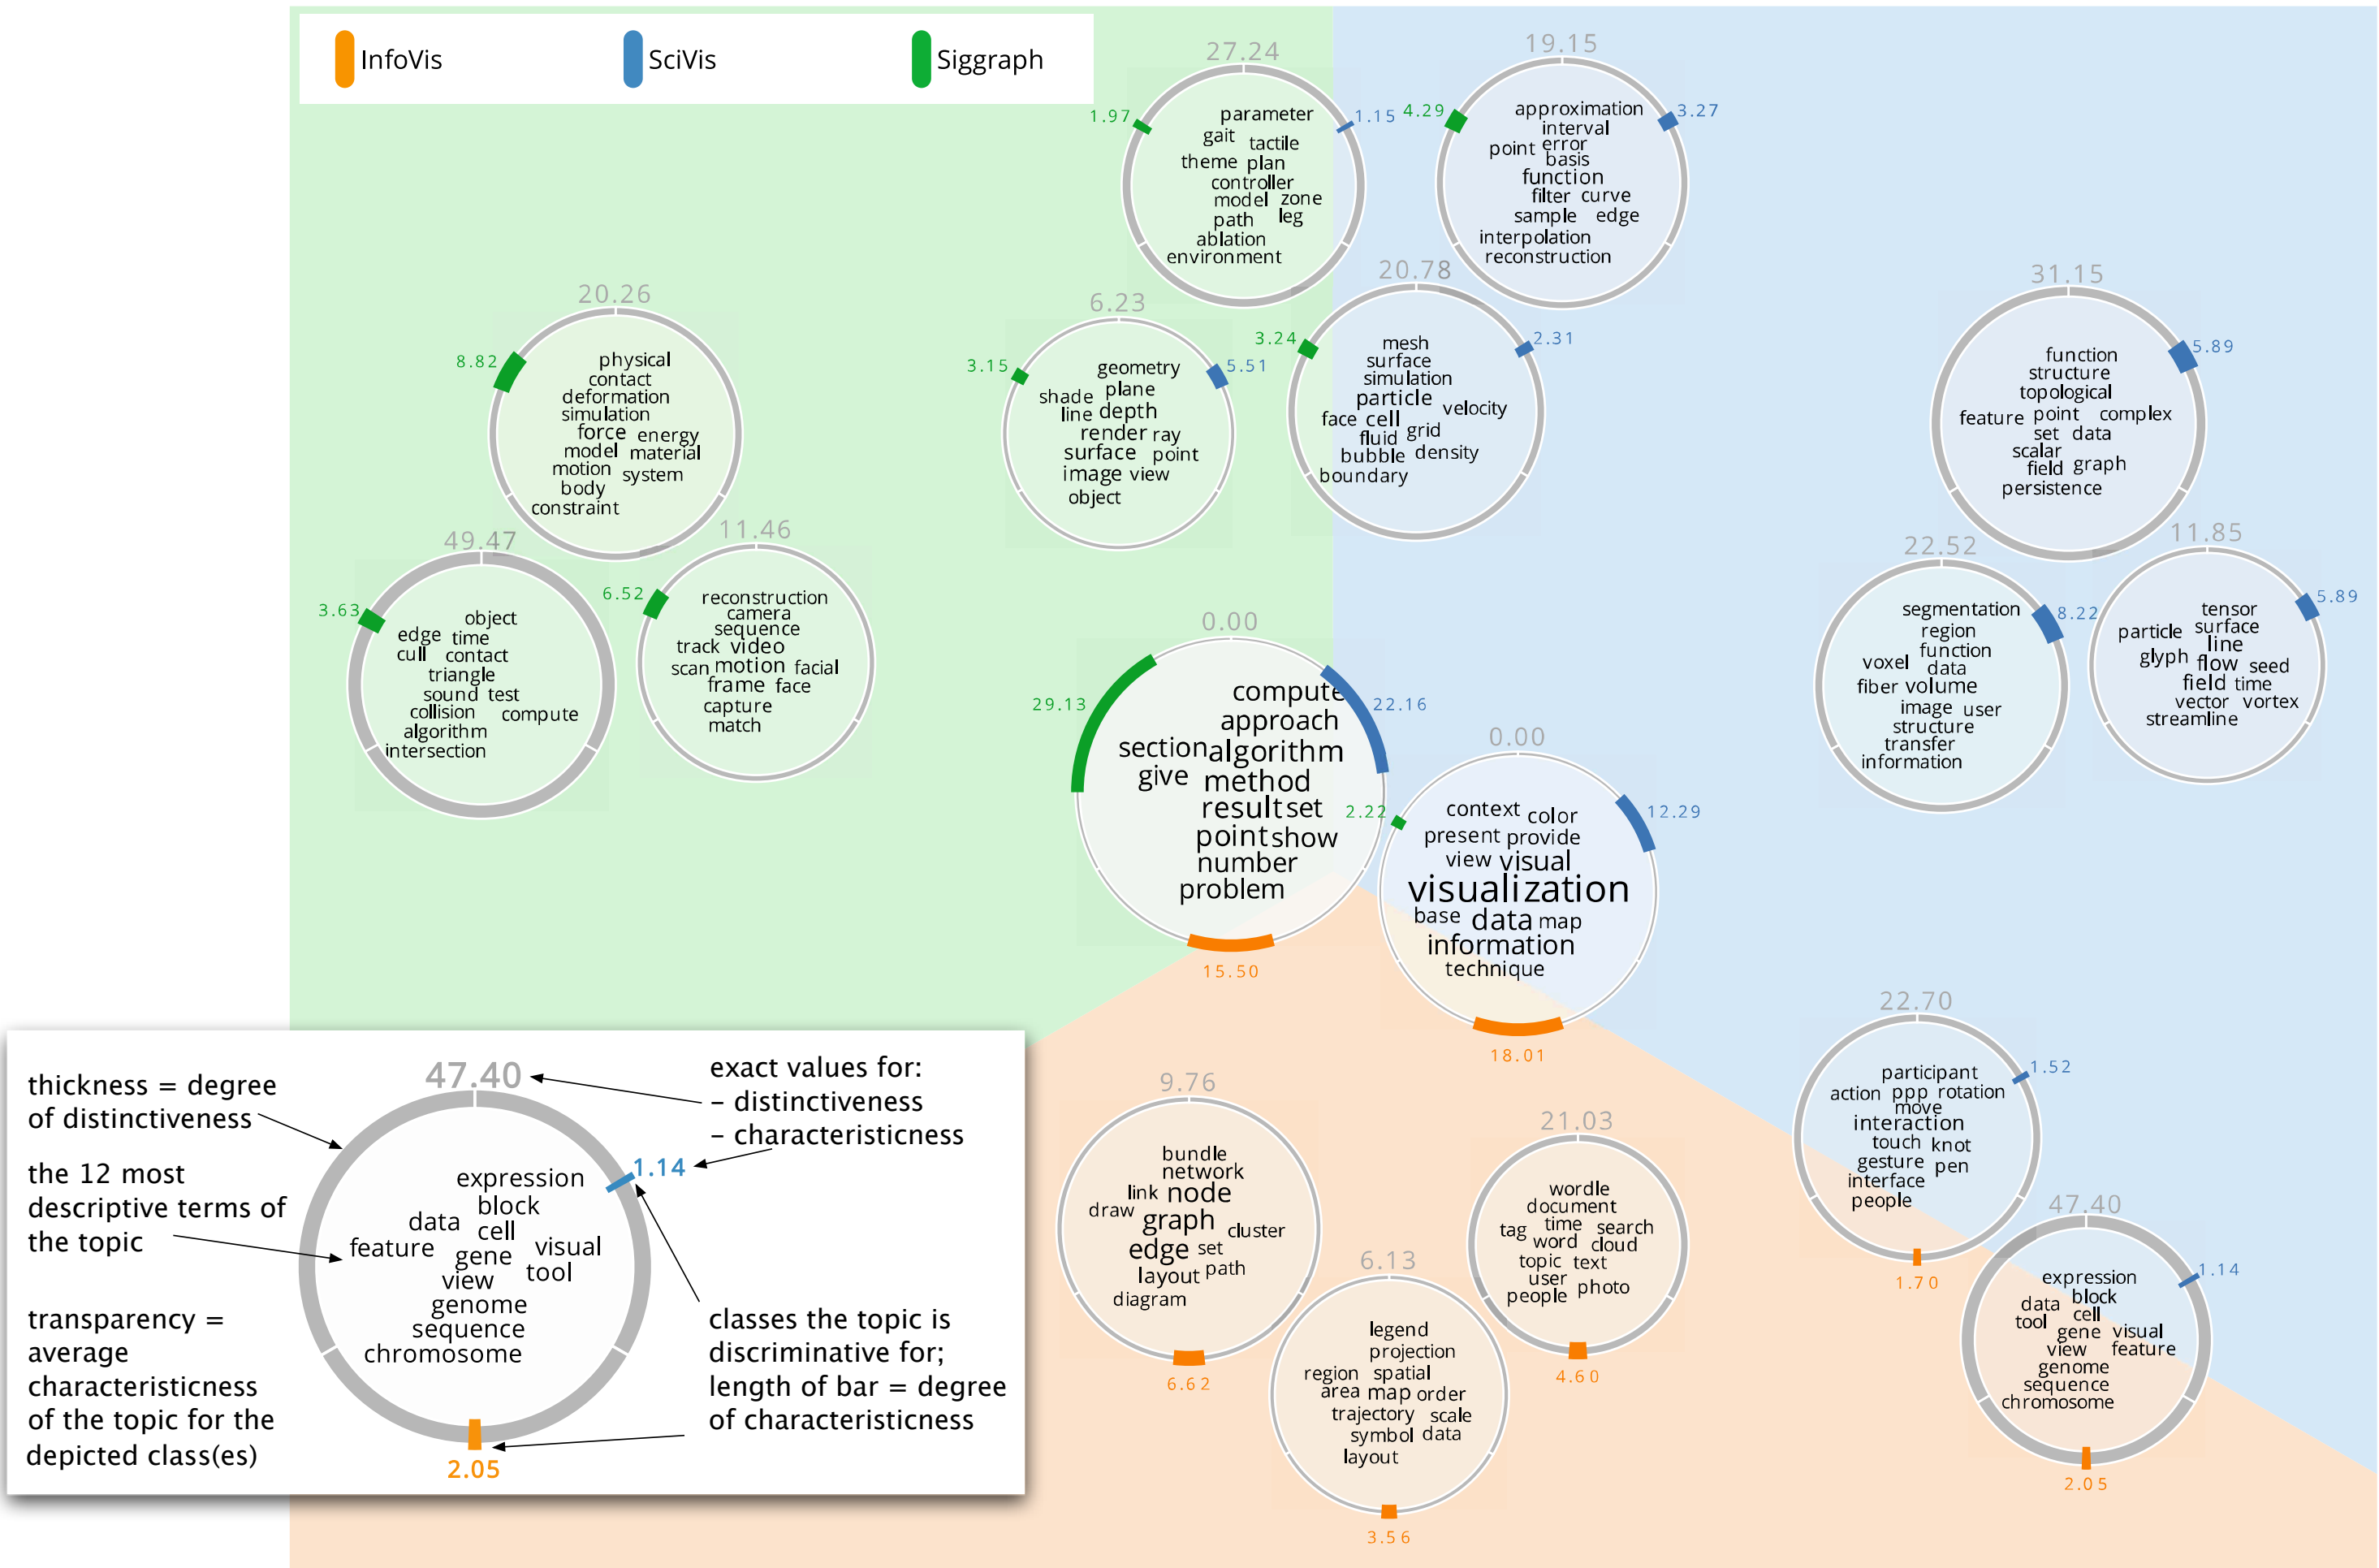 InfoVis
SciVis
Siggraph
27.24
1.97
1.15
parameter
gait tactile
theme plan
controller
model zone
path leg
ablation
environment
19.15
4.29
3.27
approximation
interval
point error
basis
function
filter curve
sample edge
interpolation
reconstruction
20.26
8.82
physical
contact
deformation
simulation
force energy
model material
motion system
body
constraint
6.23
3.15
5.51
geometry
shade plane
line depth
render ray
surface point
image view
object
20.78
3.24
2.31
mesh
surface
simulation
particle velocity
face cell
fluid grid
bubble density
boundary
31.15
5.89
function
structure
topological
feature point complex
set data
scalar
field graph
persistence
49.47
3.63
object
edge time
cull contact
triangle
sound test
collision compute
algorithm
intersection
11.46
6.52
reconstruction
camera
sequence
track video
scan motion facial
frame face
capture
match
22.52
8.22
segmentation
region
function
voxel data
fiber volume
image user
structure
transfer
information
11.85
5.89
tensor
particle surface
line
glyph flow seed
field time
vector vortex
streamline
0.00
29.13
22.16
compute
approach
section algorithm
give method
result set
point show
number
problem
15.50
0.00
2.22
12.29
context color
present provide
view visual
visualization
base data map
information
technique
18.01
9.76
bundle
network
link node
draw graph cluster
edge set
layout path
diagram
6.62
21.03
wordle
document
tag time search
word cloud
topic text
user
people photo
4.60
6.13
legend
projection
region spatial
area map order
trajectory scale
symbol data
layout
3.56
22.70
1.52
participant
action ppp rotation
move
interaction
touch knot
gesture pen
interface
people
1.70
47.40
1.14
expression
data block
tool cell
gene visual
view feature
genome
sequence
chromosome
2.05
thickness = degree
of distinctiveness
the 12 most
descriptive terms of
the topic
transparency =
average
characteristicness
of the topic for the
depicted class(es)
47.40
1.14
expression
block
data cell
feature gene visual
view tool
genome
sequence
chromosome
2.05
exact values for:
– distinctiveness
– characteristicness
classes the topic is
discriminative for;
length of bar = degree
of characteristicness